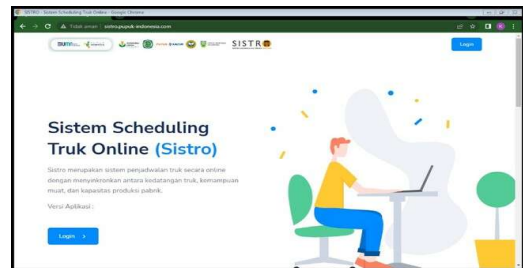 SISTRO - Sistem Scheduling Truk Online - Google Chrome
Tidak aman | sistro.pupuk-indonesia.com
BUMN
SISTRO
Login
Sistem Scheduling
Truk Online (Sistro)
Sistro merupakan sistem penjadwalan truk secara online
dengan menyinkronkan antara kedatangan truk, kemampuan
muat, dan kapasitas produksi pabrik.
Versi Aplikasi :
Login >